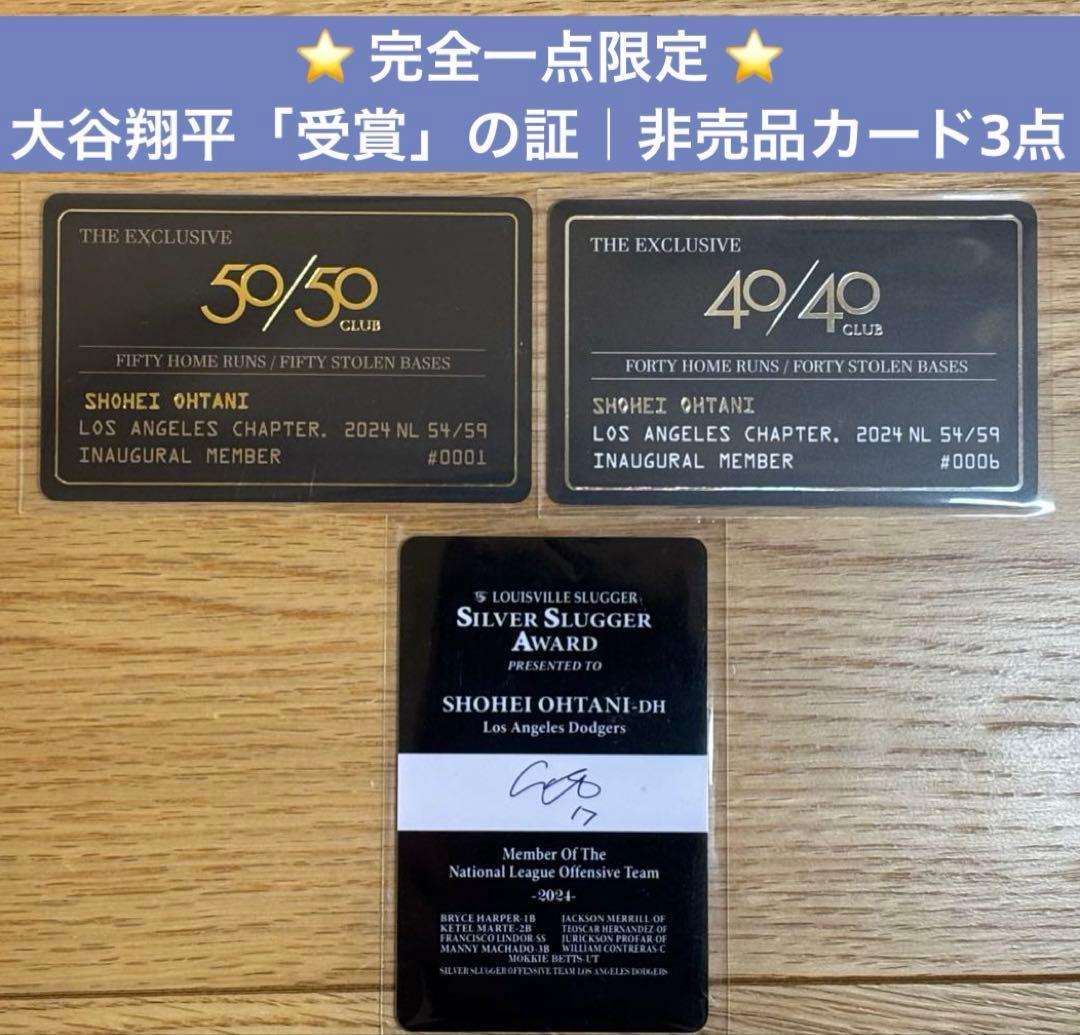 ⭐ 完全一点限定 ⭐
大谷翔平「受賞」の証｜非売品カード3点
THE EXCLUSIVE
50/50
CLUB
FIFTY HOME RUNS / FIFTY STOLEN BASES
SHOHEI OHTANI
LOS ANGELES CHAPTER. 2024 NL 54/59
INAUGURAL MEMBER #0001
THE EXCLUSIVE
40/40
CLUB
FORTY HOME RUNS / FORTY STOLEN BASES
SHOHEI OHTANI
LOS ANGELES CHAPTER. 2024 NL 54/59
INAUGURAL MEMBER #0006
LOUISVILLE SLUGGER
SILVER SLUGGER
AWARD
PRESENTED TO
SHOHEI OHTANI-DH
Los Angeles Dodgers
17
Member Of The
National League Offensive Team
-2024-
BRYCE HARPER-1B JACKSON MERRILL-OF
KETEL MARTE-2B TEOSCAR HERNANDEZ-OF
FRANCISCO LINDOR-SS JURICKSON PROFAR-OF
MANNY MACHADO-3B WILLIAM CONTRERAS-C
MOKKIE BETTS-UT
SILVER SLUGGER OFFENSIVE TEAM LOS ANGELES DODGERS